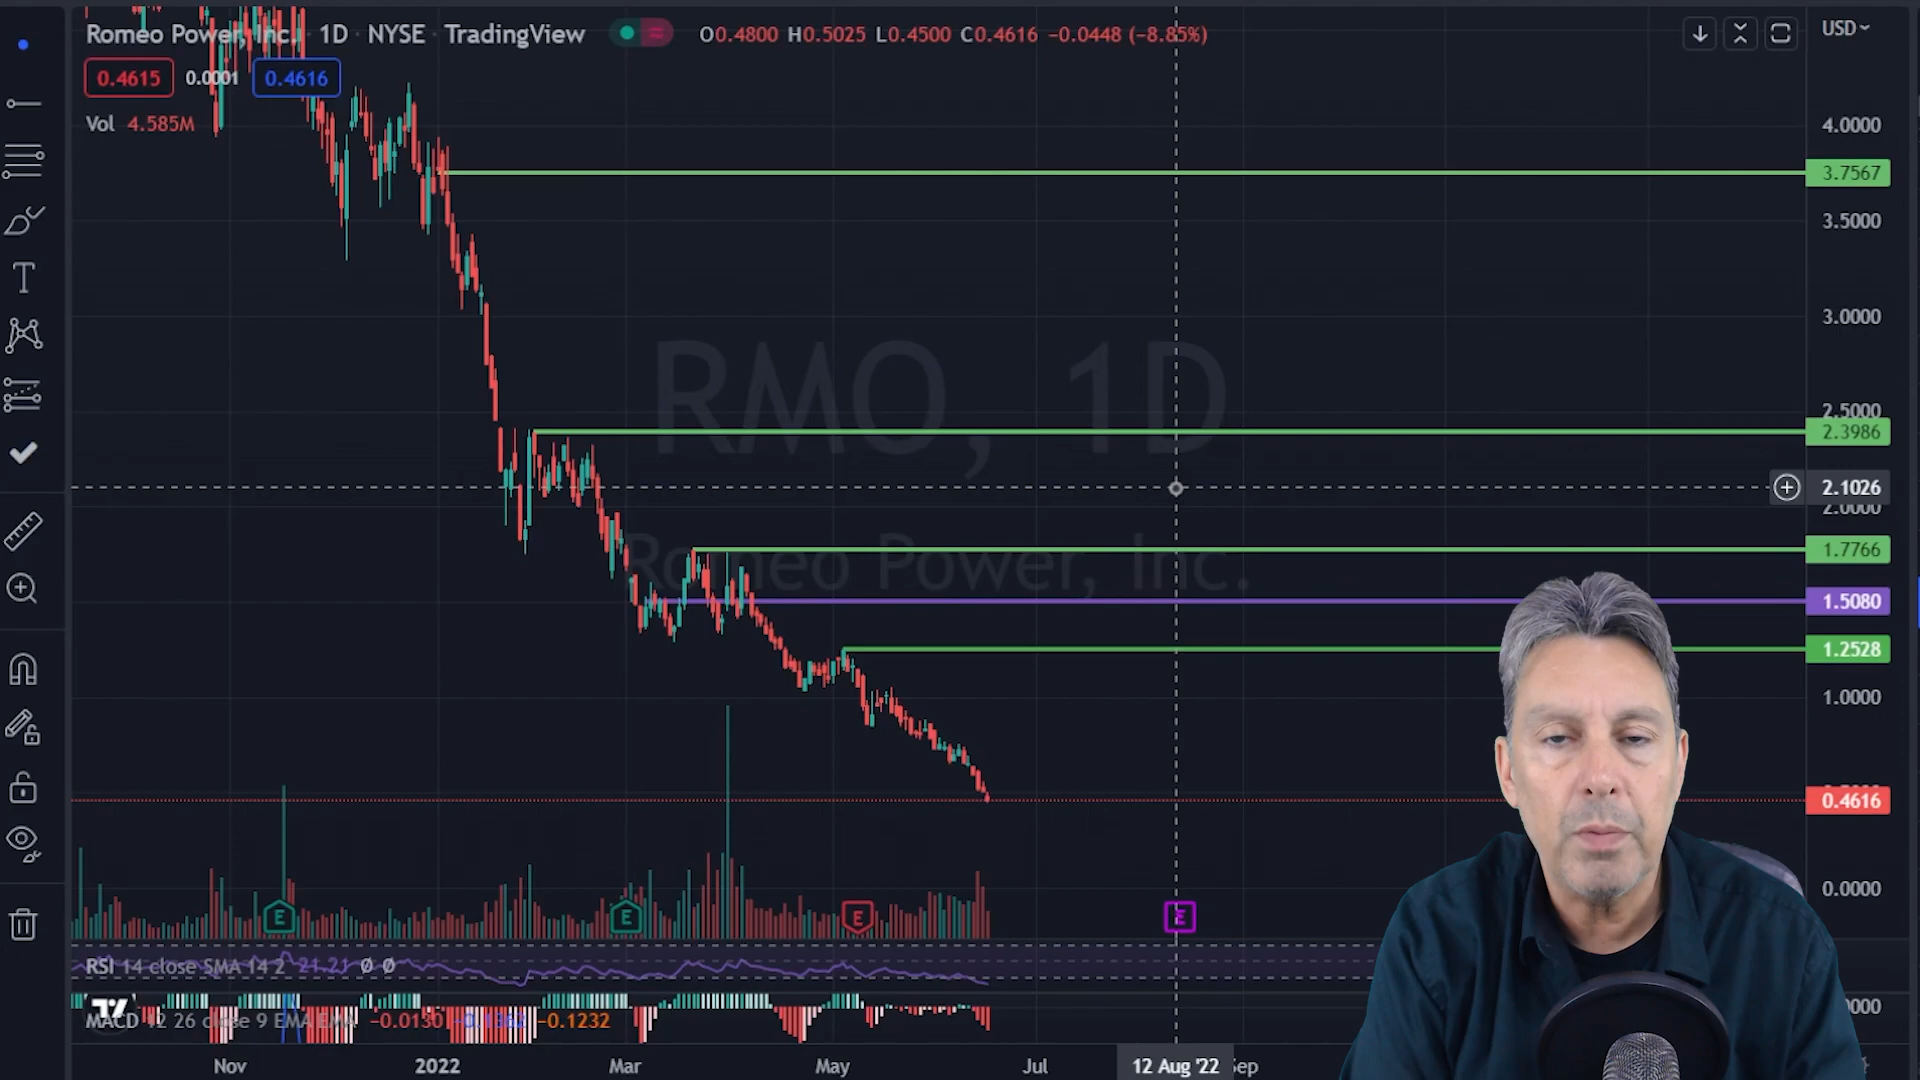 Romeo Power, Inc. · 1D · NYSE · TradingView
O0.4800 H0.5025 L0.4500 C0.4616 −0.0448 (−8.85%)
USD
0.4615 0.0001 0.4616
Vol 4.585M
4.0000
3.7567
3.5000
3.0000
RMO, 1D
2.5000
2.3986
2.1026
2.0000
1.7766
Romeo Power, Inc.
1.5080
1.2528
1.0000
0.4616
0.0000
E E E E
RSI 14 close SMA 14 2 21.21 Ø Ø
MACD 12 26 close 9 EMA EMA −0.0130 −0.1232
Nov 2022 Mar May Jul 12 Aug '22